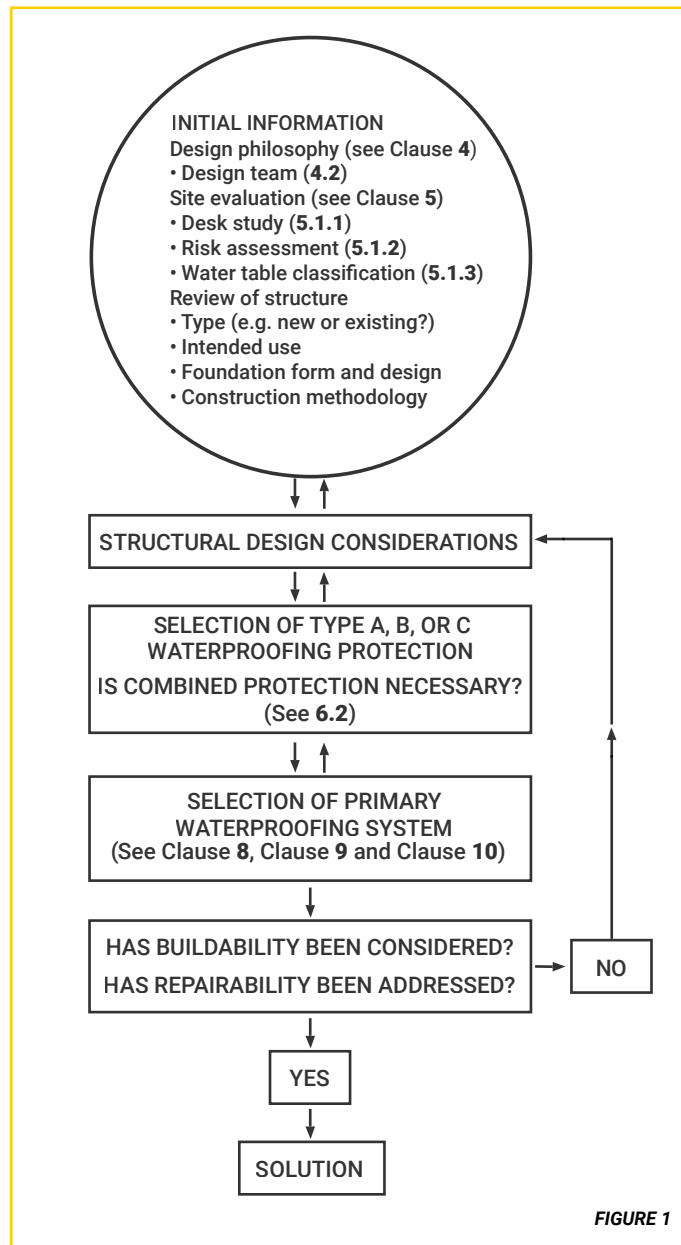 INITIAL INFORMATION
Design philosophy (see Clause 4)
• Design team (4.2)
Site evaluation (see Clause 5)
• Desk study (5.1.1)
• Risk assessment (5.1.2)
• Water table classification (5.1.3)
Review of structure
• Type (e.g. new or existing?)
• Intended use
• Foundation form and design
• Construction methodology
STRUCTURAL DESIGN CONSIDERATIONS
SELECTION OF TYPE A, B, OR C
WATERPROOFING PROTECTION
IS COMBINED PROTECTION NECESSARY?
(See 6.2)
SELECTION OF PRIMARY
WATERPROOFING SYSTEM
(See Clause 8, Clause 9 and Clause 10)
HAS BUILDABILITY BEEN CONSIDERED?
HAS REPAIRABILITY BEEN ADDRESSED?
NO
YES
SOLUTION
FIGURE 1